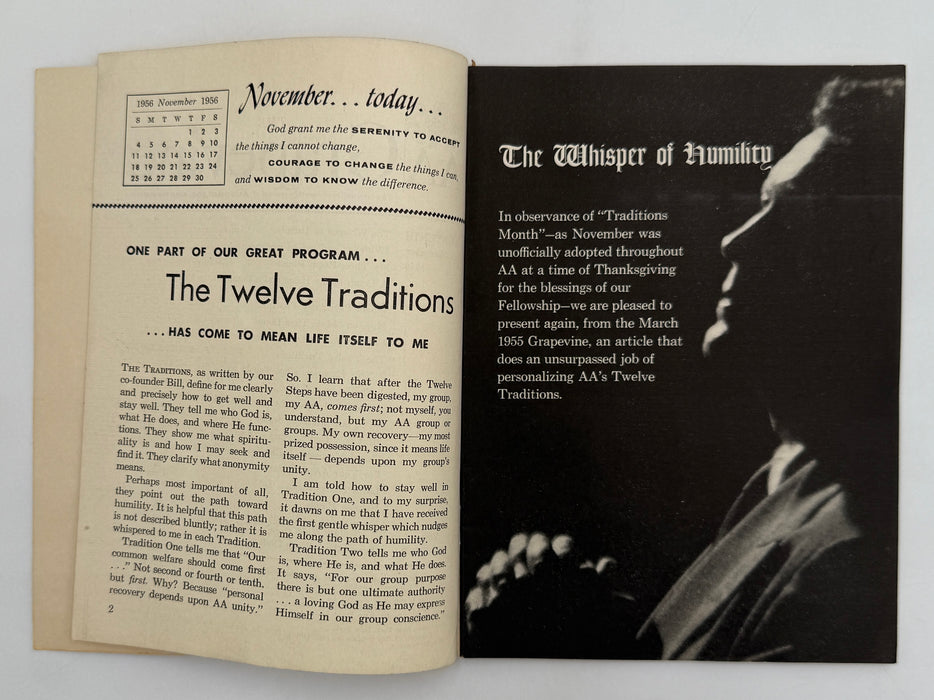 1956 November 1956
S M T W T F S
1 2 3
4 5 6 7 8 9 10
11 12 13 14 15 16 17
18 19 20 21 22 23 24
25 26 27 28 29 30
November... today...
God grant me the SERENITY TO ACCEPT
the things I cannot change,
COURAGE TO CHANGE the things I can,
and WISDOM TO KNOW the difference.
ONE PART OF OUR GREAT PROGRAM . . .
The Twelve Traditions
. . . HAS COME TO MEAN LIFE ITSELF TO ME
THE TRADITIONS, as written by our
co-founder Bill, define for me clearly
and precisely how to get well and
stay well. They tell me who God is,
what He does, and where He func-
tions. They show me what spiritu-
ality is and how I may seek and
find it. They clarify what anonymity
means.
Perhaps most important of all,
they point out the path toward
humility. It is helpful that this path
is not described bluntly; rather it is
whispered to me in each Tradition.
Tradition One tells me that "Our
common welfare should come first
. . ." Not second or fourth or tenth,
but first. Why? Because "personal
recovery depends upon AA unity."
2
So. I learn that after the Twelve
Steps have been digested, my group,
my AA, comes first; not myself, you
understand, but my AA group or
groups. My own recovery—my most
prized possession, since it means life
itself — depends upon my group's
unity.
I am told how to stay well in
Tradition One, and to my surprise,
it dawns on me that I have received
the first gentle whisper which nudges
me along the path of humility.
Tradition Two tells me who God
is, where He is, and what He does.
It says, "For our group purpose
there is but one ultimate authority
. . . a loving God as He may express
Himself in our group conscience."
The Whisper of Humility
In observance of "Traditions
Month"—as November was
unofficially adopted throughout
AA at a time of Thanksgiving
for the blessings of our
Fellowship—we are pleased to
present again, from the March
1955 Grapevine, an article that
does an unsurpassed job of
personalizing AA's Twelve
Traditions.